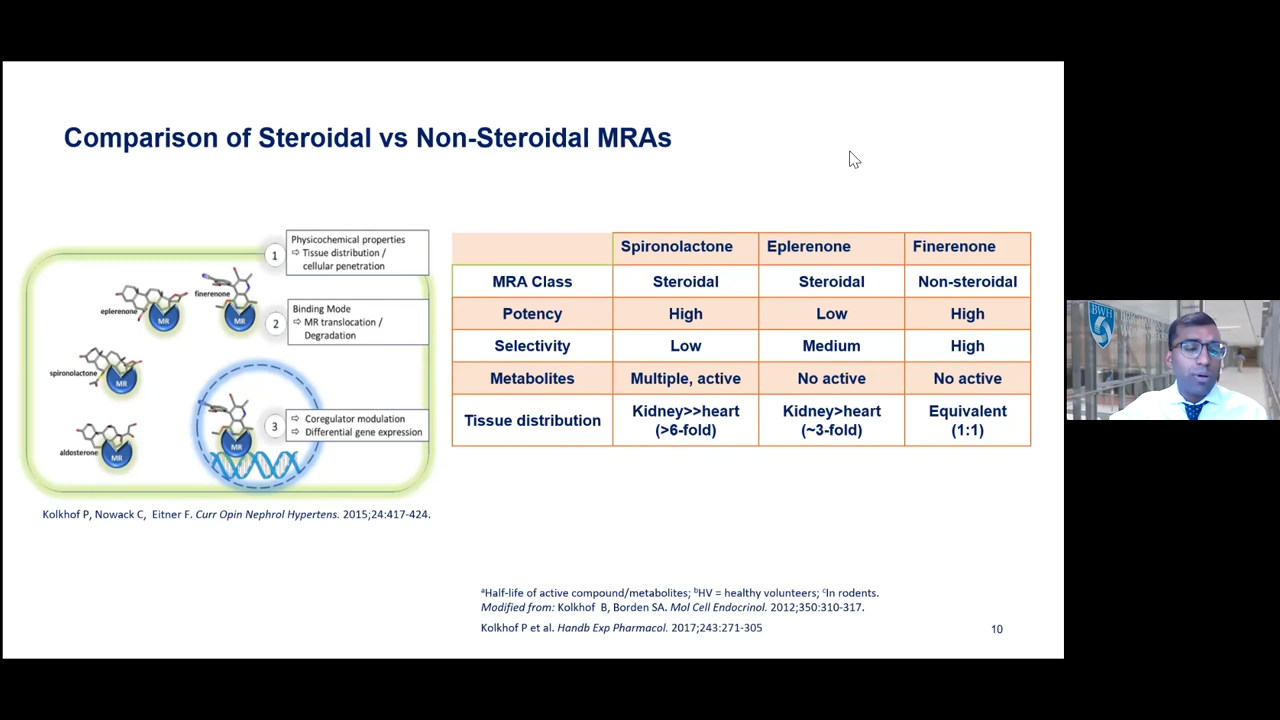 Comparison of Steroidal vs Non-Steroidal MRAs
1
Physicochemical properties
⇨ Tissue distribution /
cellular penetration
eplerenone
MR
finerenone
MR
2
Binding Mode
⇨ MR translocation /
Degradation
spironolactone
MR
3
⇨ Coregulator modulation
⇨ Differential gene expression
MR
aldosterone
MR
Kolkhof P, Nowack C, Eitner F. Curr Opin Nephrol Hypertens. 2015;24:417-424.
Spironolactone Eplerenone Finerenone
MRA Class Steroidal Steroidal Non-steroidal
Potency High Low High
Selectivity Low Medium High
Metabolites Multiple, active No active No active
Tissue distribution Kidney>>heart (>6-fold) Kidney>heart (~3-fold) Equivalent (1:1)
ᵃHalf-life of active compound/metabolites; ᵇHV = healthy volunteers; ᶜIn rodents.
Modified from: Kolkhof B, Borden SA. Mol Cell Endocrinol. 2012;350:310-317.
Kolkhof P et al. Handb Exp Pharmacol. 2017;243:271-305
10
BWH